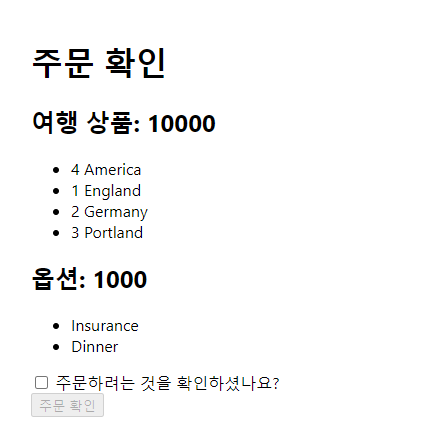 주문 확인
여행 상품: 10000
4 America
1 England
2 Germany
3 Portland
옵션: 1000
Insurance
Dinner
주문하려는 것을 확인하셨나요?
주문 확인